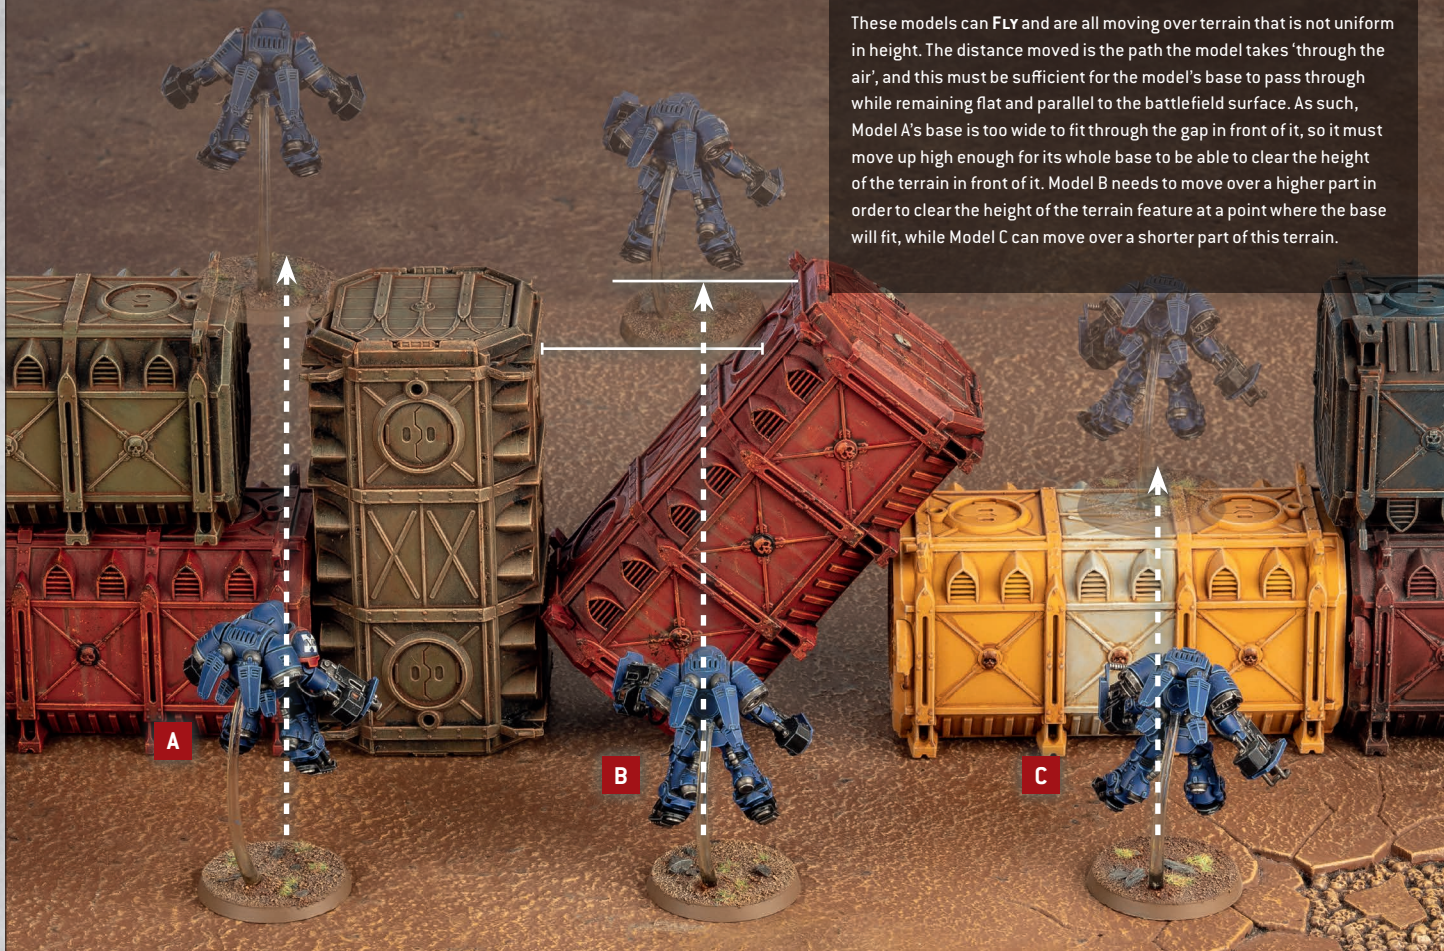 These models can FLY and are all moving over terrain that is not uniform
in height. The distance moved is the path the model takes ‘through the
air’, and this must be sufficient for the model’s base to pass through
while remaining flat and parallel to the battlefield surface. As such,
Model A’s base is too wide to fit through the gap in front of it, so it must
move up high enough for its whole base to be able to clear the height
of the terrain in front of it. Model B needs to move over a higher part in
order to clear the height of the terrain feature at a point where the base
will fit, while Model C can move over a shorter part of this terrain.
A
B
C